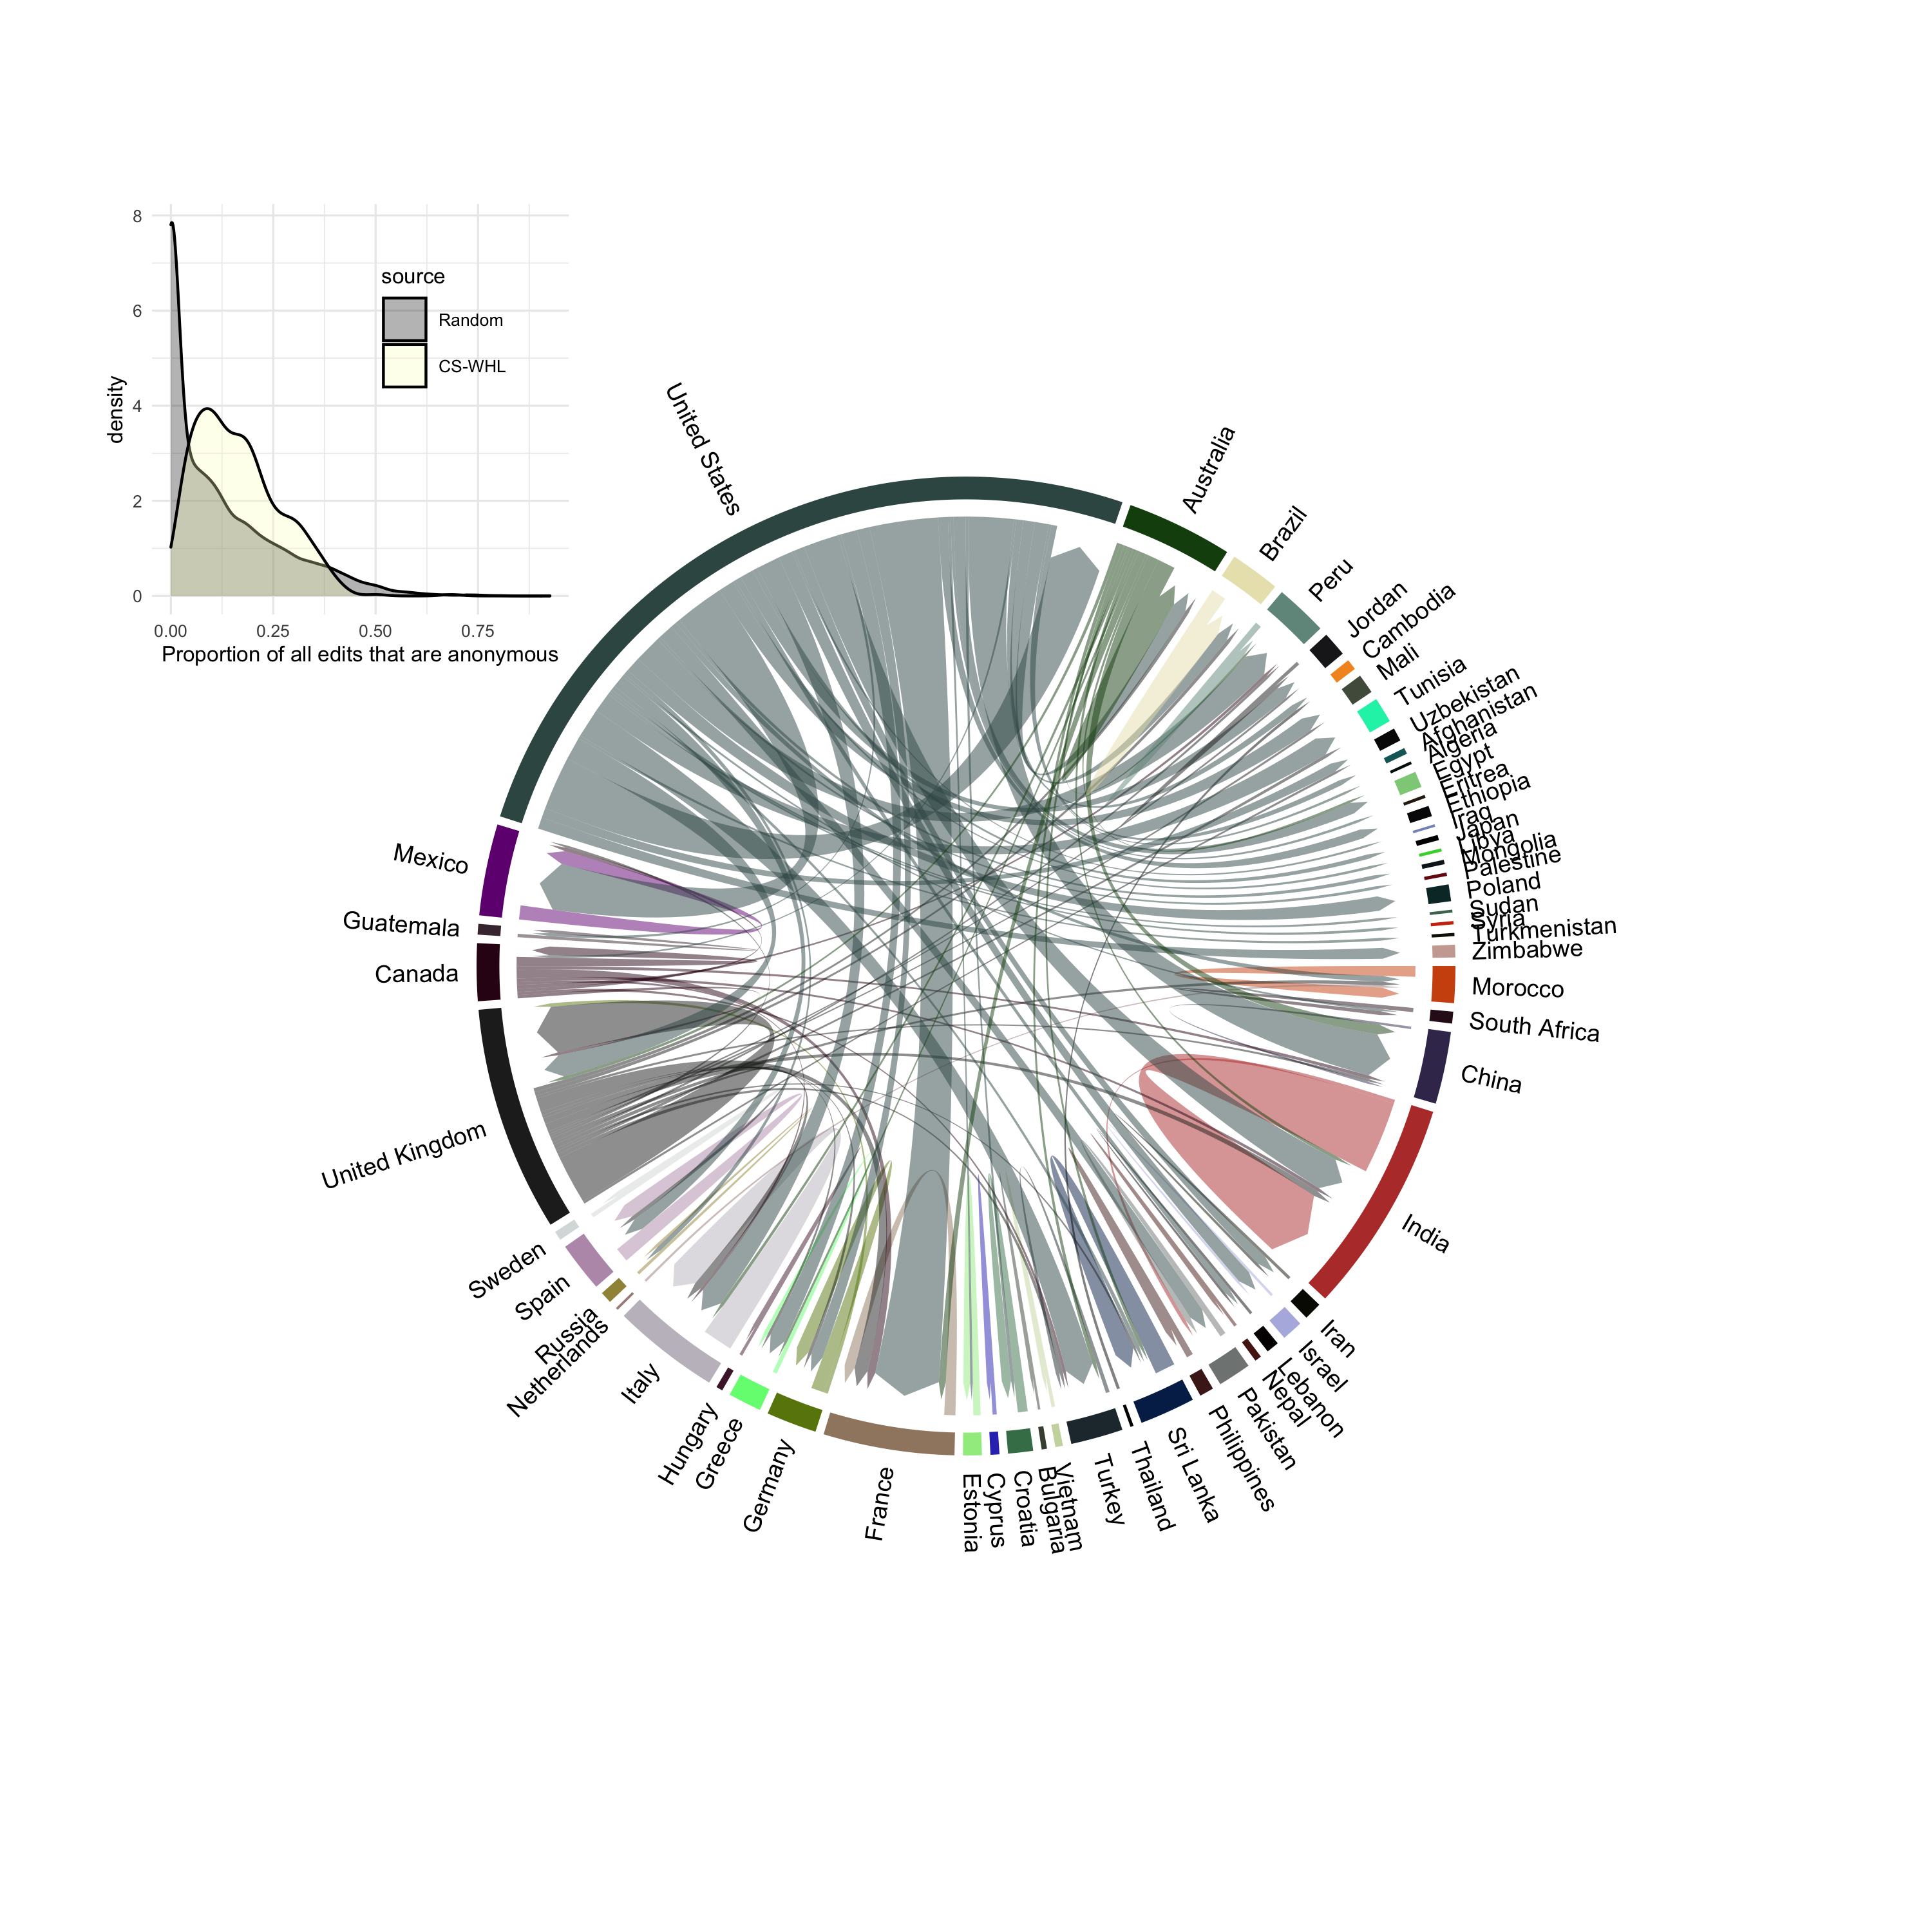 8
6
4
2
0
density
source
Random
CS-WHL
0.00 0.25 0.50 0.75
Proportion of all edits that are anonymous
United States
Australia
Brazil
Peru
Jordan
Cambodia
Mali
Tunisia
Uzbekistan
Afghanistan
Algeria
Egypt
Eritrea
Ethiopia
Iraq
Japan
Libya
Mongolia
Palestine
Poland
Sudan
Syria
Turkmenistan
Zimbabwe
Morocco
South Africa
China
India
Iran
Israel
Lebanon
Nepal
Pakistan
Philippines
Sri Lanka
Thailand
Turkey
Vietnam
Bulgaria
Croatia
Cyprus
Estonia
France
Germany
Greece
Hungary
Italy
Netherlands
Russia
Spain
Sweden
United Kingdom
Canada
Guatemala
Mexico